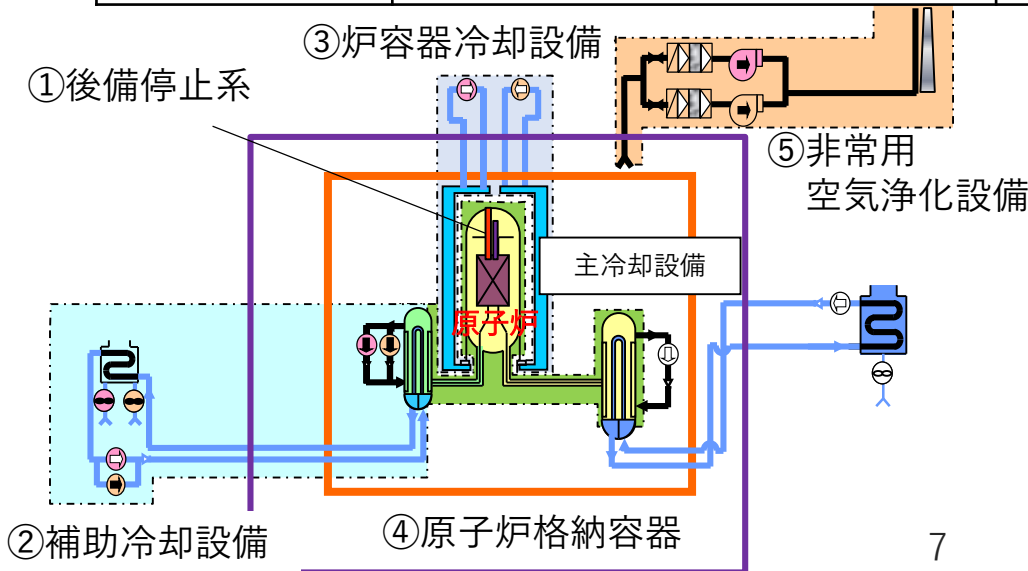 ③炉容器冷却設備
①後備停止系
⑤非常用
空気浄化設備
主冷却設備
原子炉
②補助冷却設備
④原子炉格納容器
7